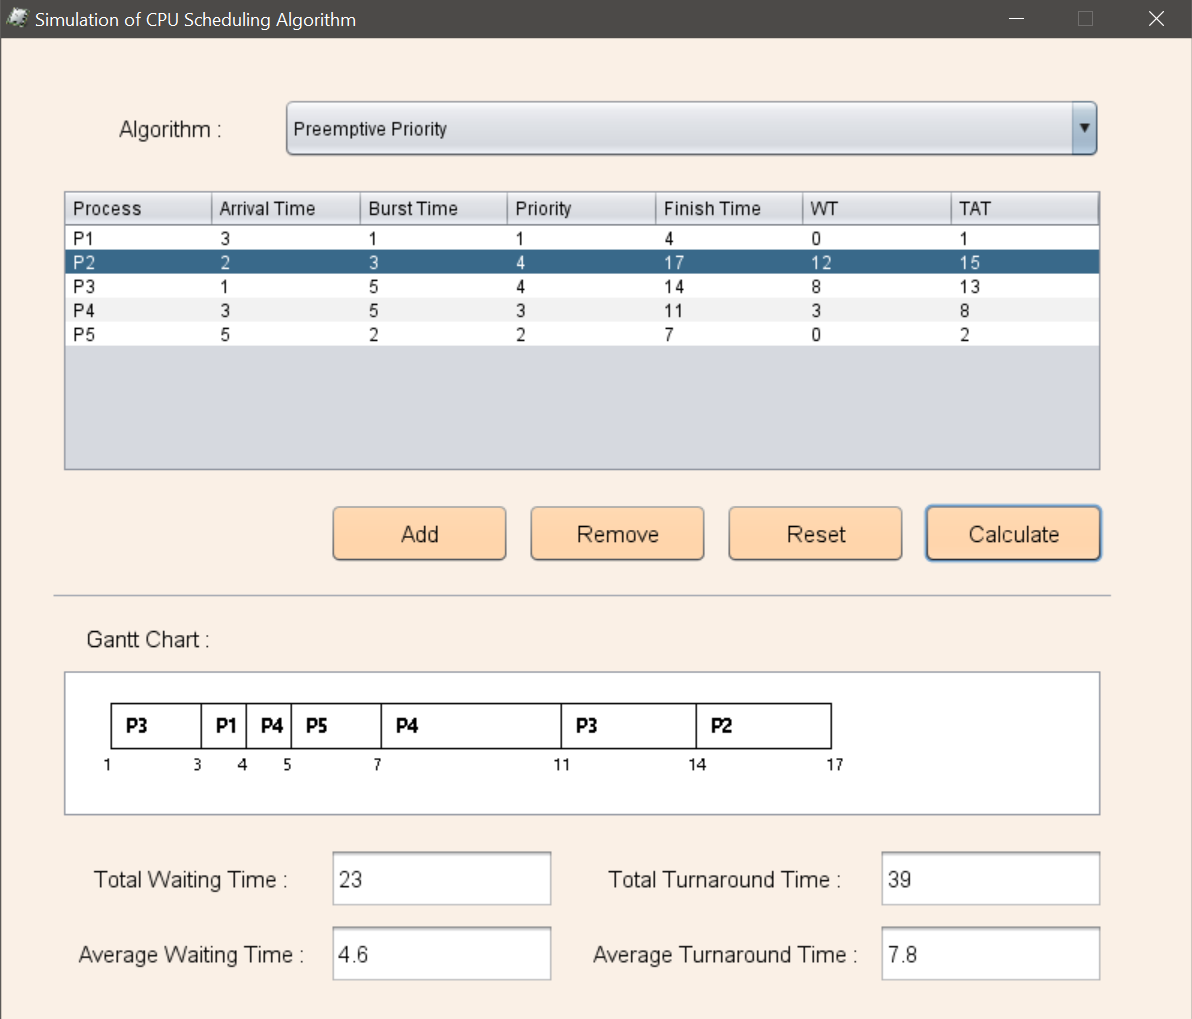 Simulation of CPU Scheduling Algorithm
Algorithm : Preemptive Priority
Process Arrival Time Burst Time Priority Finish Time WT TAT
P1 3 1 1 4 0 1
P2 2 3 4 17 12 15
P3 1 5 4 14 8 13
P4 3 5 3 11 3 8
P5 5 2 2 7 0 2
Add Remove Reset Calculate
Gantt Chart :
P3 P1 P4 P5 P4 P3 P2
1 3 4 5 7 11 14 17
Total Waiting Time : 23 Total Turnaround Time : 39
Average Waiting Time : 4.6 Average Turnaround Time : 7.8